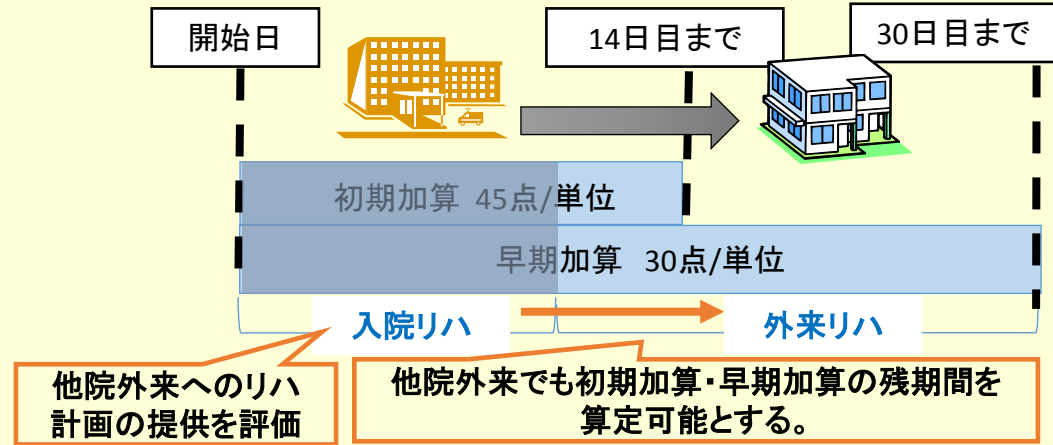 開始日
14日目まで
30日目まで
初期加算 45点/単位
早期加算 30点/単位
入院リハ
外来リハ
他院外来へのリハ
計画の提供を評価
他院外来でも初期加算・早期加算の残期間を
算定可能とする。